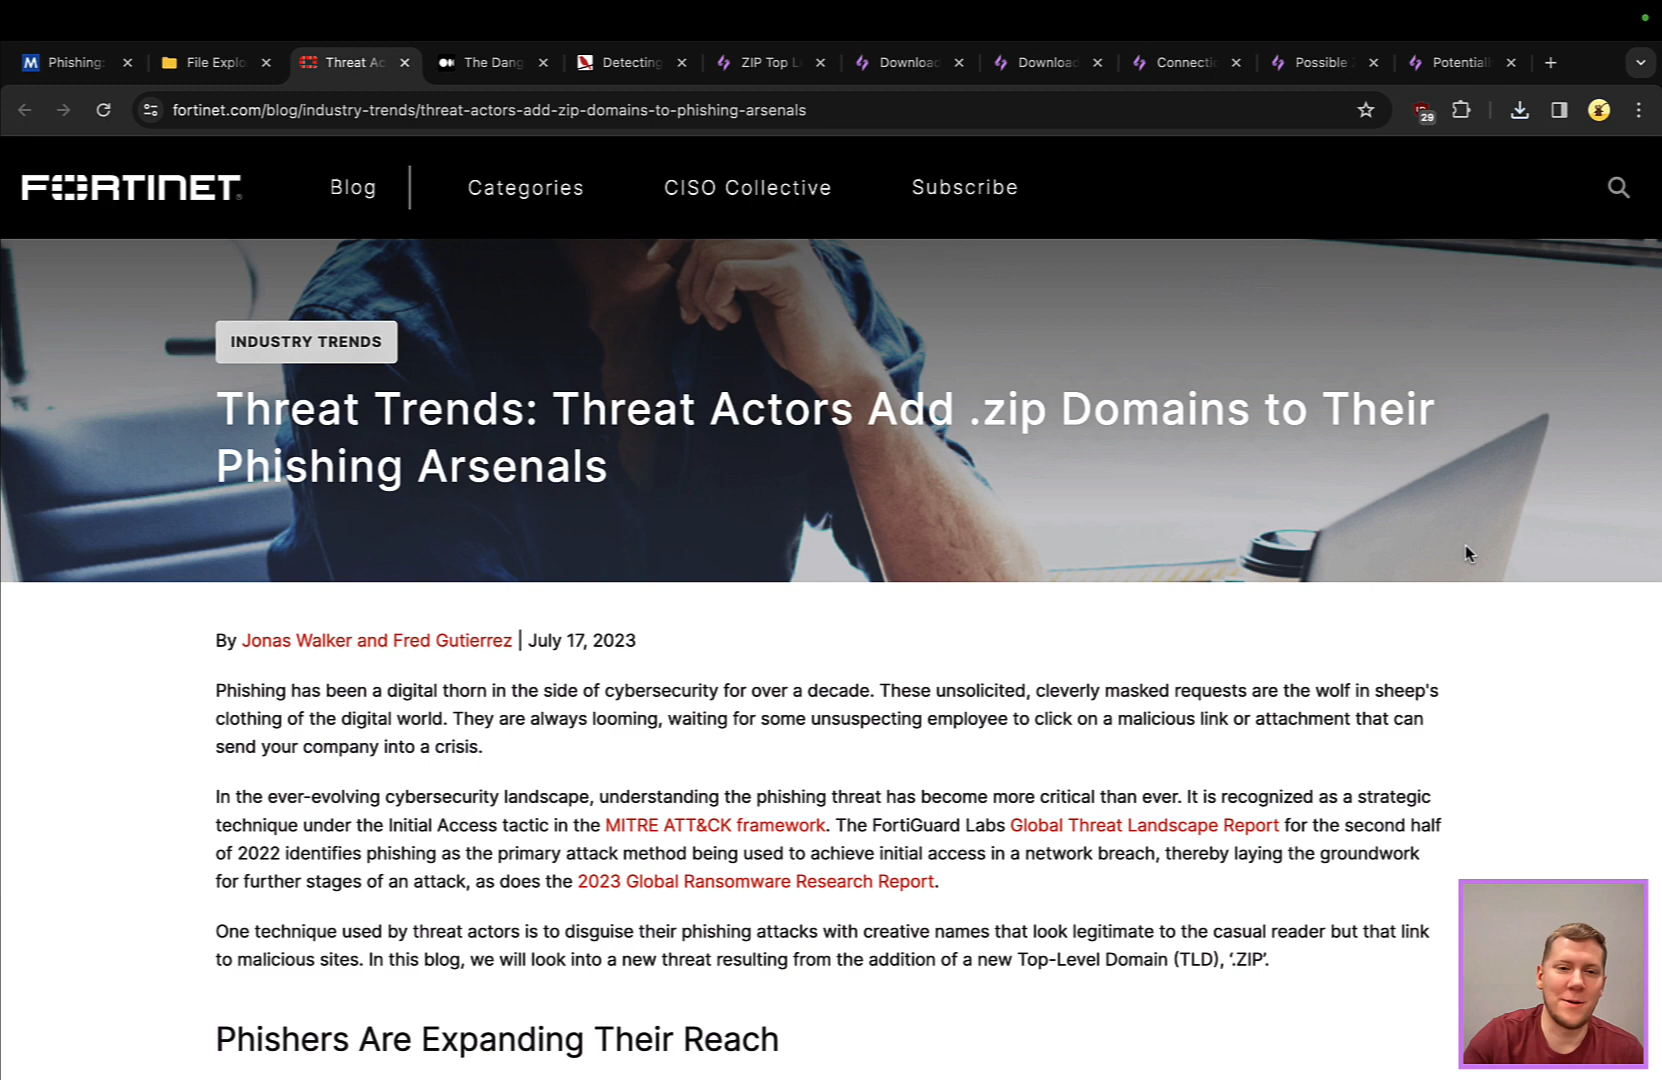 Phishing:
File Explo
Threat Ac
The Dang
Detecting
ZIP Top L
Download
Download
Connecti
Possible
Potential
fortinet.com/blog/industry-trends/threat-actors-add-zip-domains-to-phishing-arsenals
29
FORTINET
Blog
Categories
CISO Collective
Subscribe
INDUSTRY TRENDS
Threat Trends: Threat Actors Add .zip Domains to Their
Phishing Arsenals
By Jonas Walker and Fred Gutierrez | July 17, 2023
Phishing has been a digital thorn in the side of cybersecurity for over a decade. These unsolicited, cleverly masked requests are the wolf in sheep's
clothing of the digital world. They are always looming, waiting for some unsuspecting employee to click on a malicious link or attachment that can
send your company into a crisis.
In the ever-evolving cybersecurity landscape, understanding the phishing threat has become more critical than ever. It is recognized as a strategic
technique under the Initial Access tactic in the MITRE ATT&CK framework. The FortiGuard Labs Global Threat Landscape Report for the second half
of 2022 identifies phishing as the primary attack method being used to achieve initial access in a network breach, thereby laying the groundwork
for further stages of an attack, as does the 2023 Global Ransomware Research Report.
One technique used by threat actors is to disguise their phishing attacks with creative names that look legitimate to the casual reader but that link
to malicious sites. In this blog, we will look into a new threat resulting from the addition of a new Top-Level Domain (TLD), ‘.ZIP’.
Phishers Are Expanding Their Reach